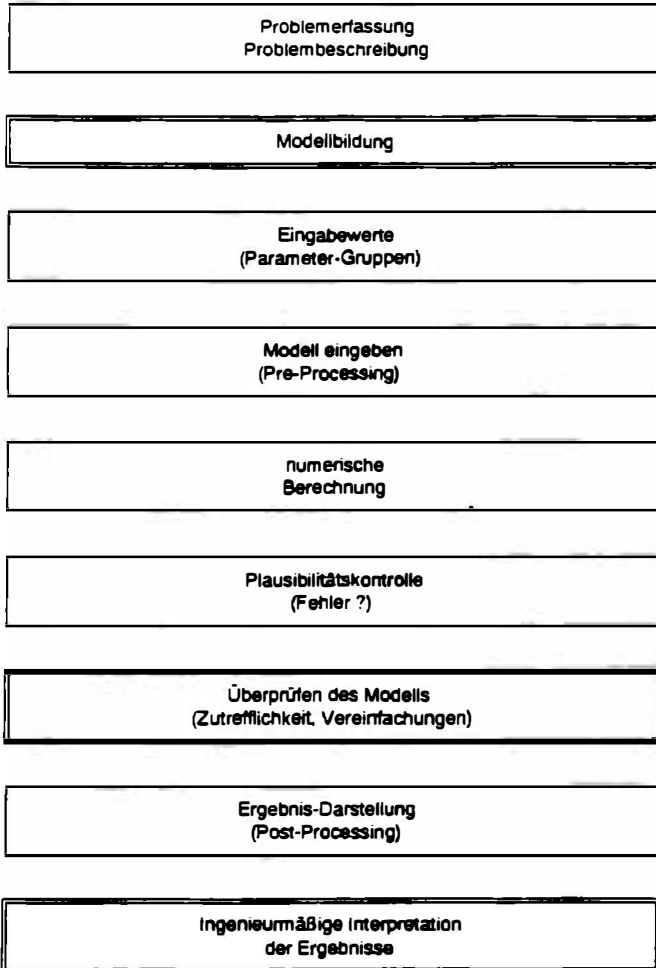 Problemerfassung
Problembeschreibung
Modellbildung
Eingabewerte
(Parameter-Gruppen)
Modell eingeben
(Pre-Processing)
numerische
Berechnung
Plausibilitätskontrolle
(Fehler ?)
Überprüfen des Modells
(Zutrefflichkeit, Vereinfachungen)
Ergebnis-Darstellung
(Post-Processing)
Ingenieurmäßige Interpretation
der Ergebnisse